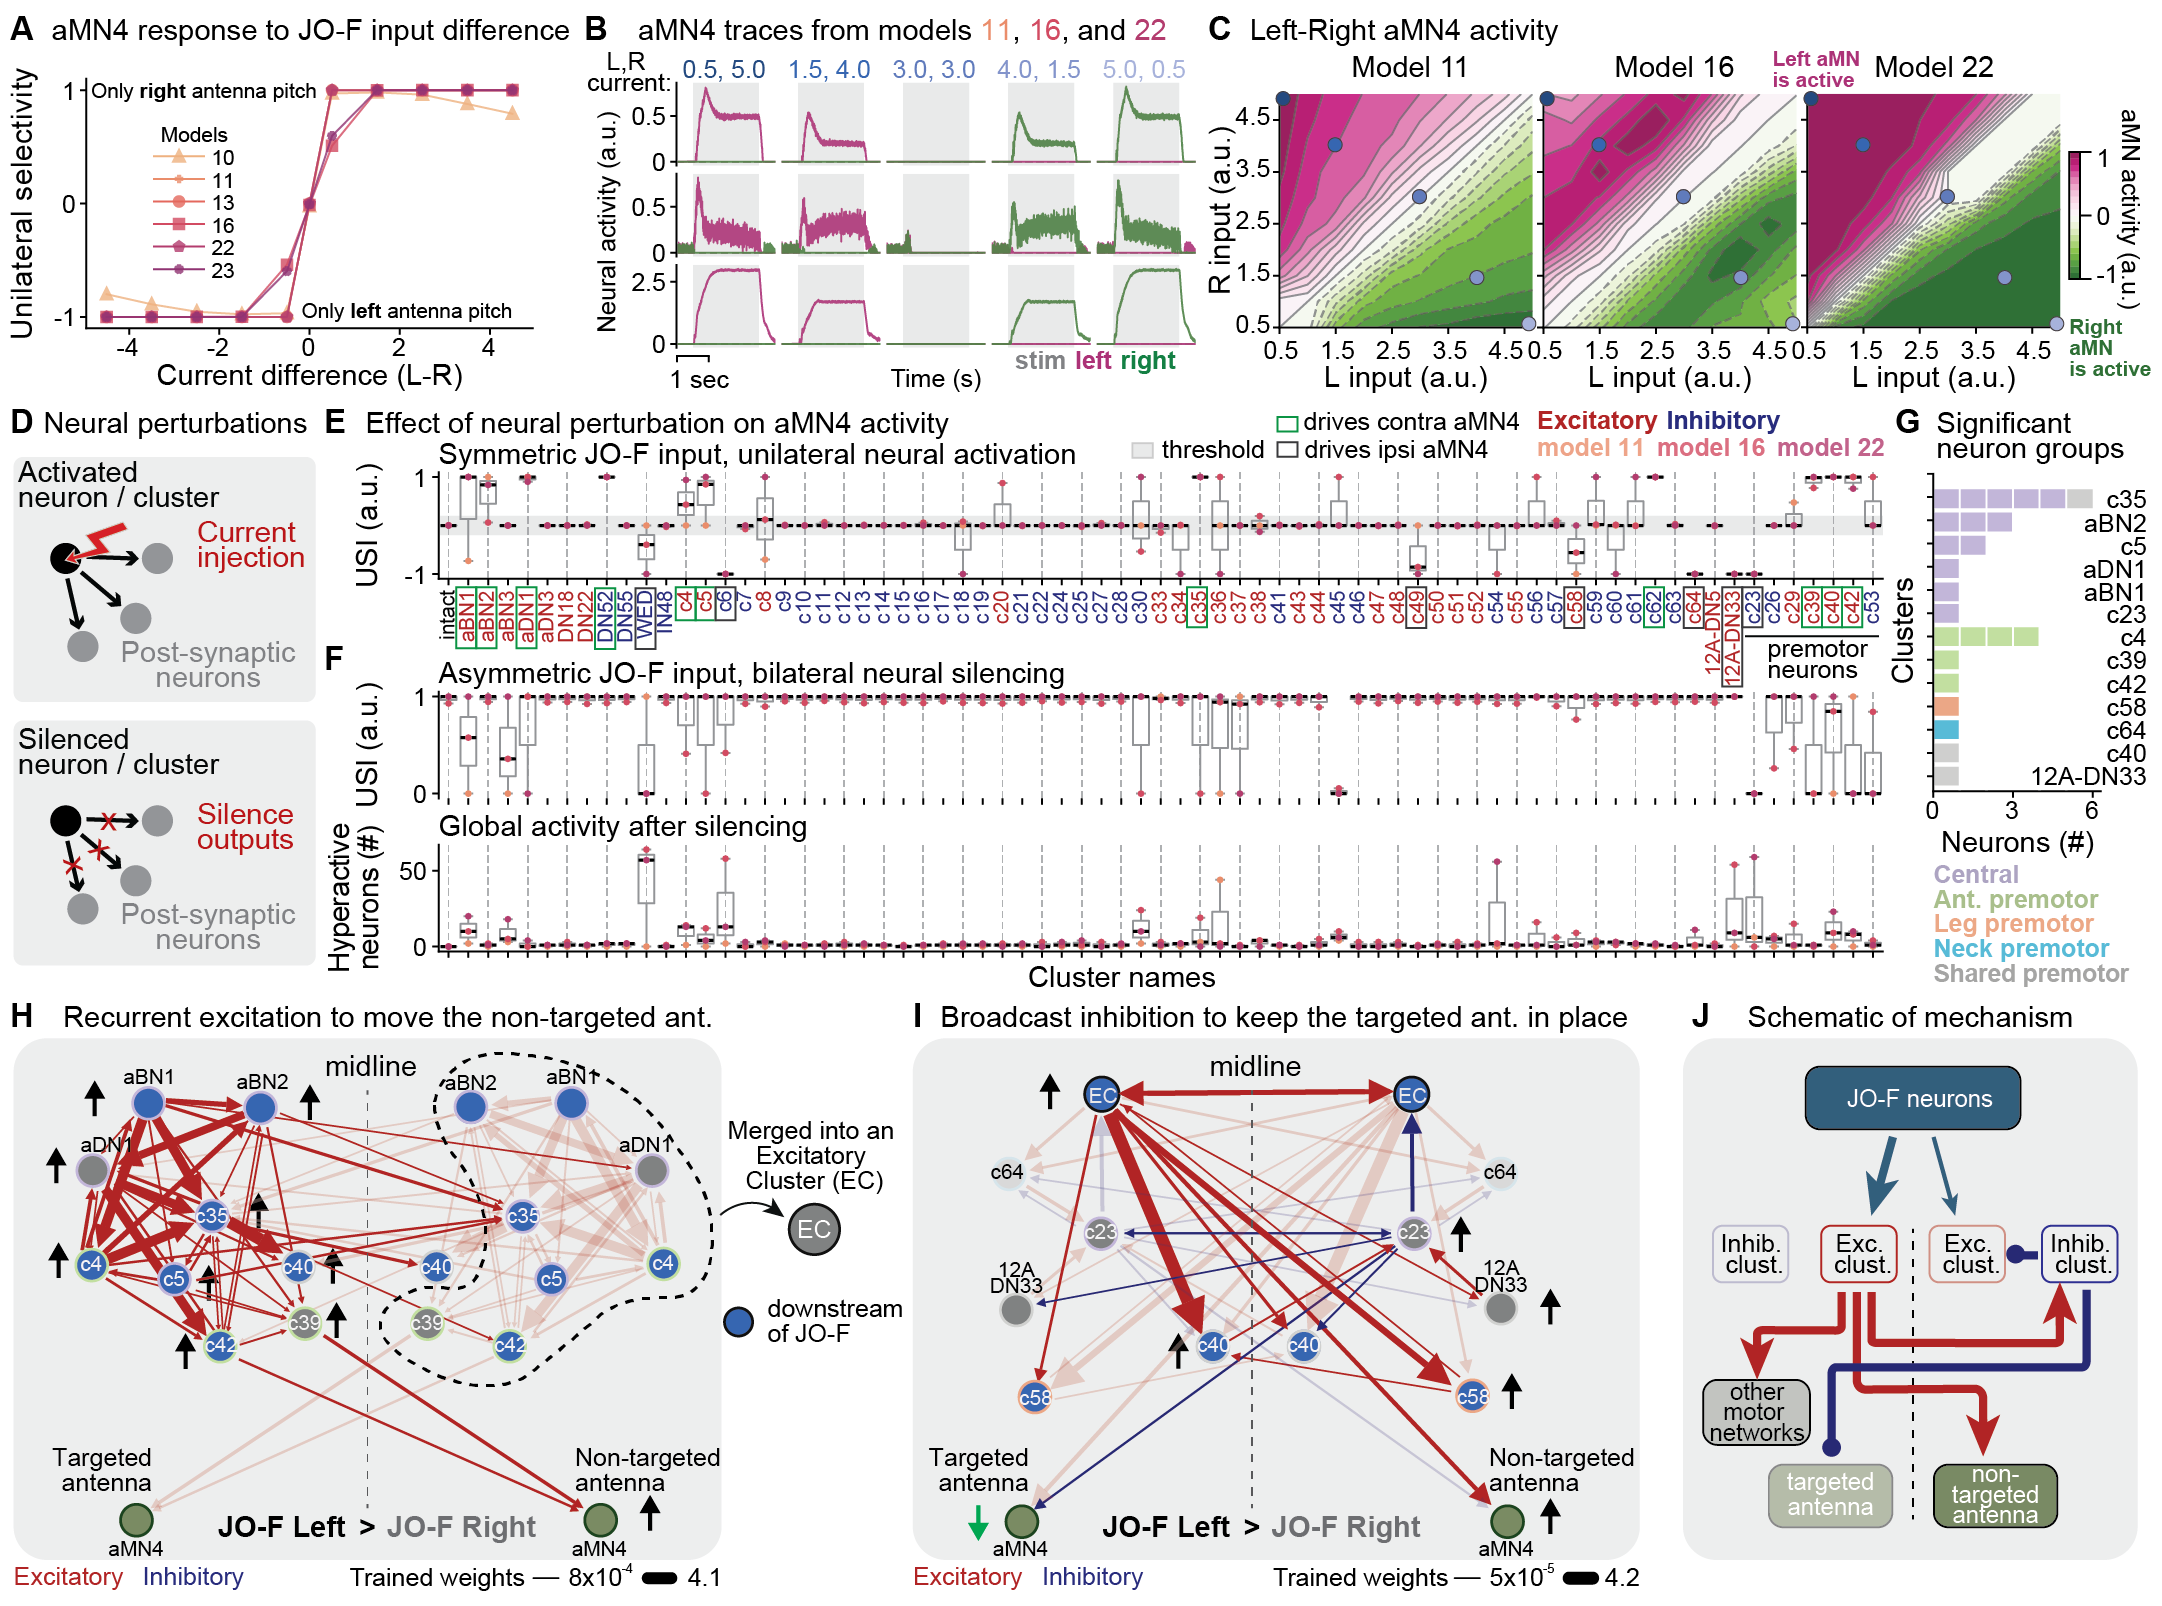 A aMN4 response to JO-F input difference
Unilateral selectivity
1
0
-1
Only right antenna pitch
Models
10
11
13
16
22
23
Only left antenna pitch
-4 -2 0 2 4
Current difference (L-R)
B aMN4 traces from models 11, 16, and 22
L,R
current:
0.5, 5.0 1.5, 4.0 3.0, 3.0 4.0, 1.5 5.0, 0.5
Neural activity (a.u.)
0.5
0
0.5
0
2.5
0
1 sec
Time (s)
stim left right
C Left-Right aMN4 activity
Model 11 Model 16 Model 22
Left aMN
is active
R input (a.u.)
4.5
3.5
2.5
1.5
0.5
0.5 1.5 2.5 3.5 4.5 0.5 1.5 2.5 3.5 4.5 0.5 1.5 2.5 3.5 4.5
L input (a.u.) L input (a.u.) L input (a.u.)
1
0
-1
aMN activity (a.u.)
Right
aMN
is active
D Neural perturbations
Activated
neuron / cluster
Current
injection
Post-synaptic
neurons
Silenced
neuron / cluster
Silence
outputs
Post-synaptic
neurons
E Effect of neural perturbation on aMN4 activity
drives contra aMN4
Excitatory Inhibitory
Symmetric JO-F input, unilateral neural activation
threshold
drives ipsi aMN4
model 11 model 16 model 22
USI (a.u.)
1
-1
intact aBN1 aBN2 aBN3 aDN1 aDN3 DN18 DN22 DN52 DN55 WED IN48 c4 c5 c6 c7 c8 c9 c10 c11 c12 c13 c14 c15 c16 c17 c18 c19 c20 c21 c22 c24 c25 c27 c28 c30 c33 c34 c35 c36 c37 c38 c41 c43 c44 c45 c46 c47 c48 c49 c50 c51 c52 c54 c55 c56 c57 c58 c59 c60 c61 c62 c63 c64 12A-DN5 12A-DN33 c23 c26 c29 c39 c40 c42 c53
premotor
neurons
F
Asymmetric JO-F input, bilateral neural silencing
USI (a.u.)
1
0
Global activity after silencing
Hyperactive
neurons (#)
50
0
Cluster names
G Significant
neuron groups
Clusters
c35
aBN2
c5
aDN1
aBN1
c23
c4
c39
c42
c58
c64
c40
12A-DN33
0 3 6
Neurons (#)
Central
Ant. premotor
Leg premotor
Neck premotor
Shared premotor
H Recurrent excitation to move the non-targeted ant.
midline
aBN1 aBN2 aBN2 aBN1
aDN1 aDN1
c35 c35
c4 c5 c40 c40 c5 c4
c39 c39
c42 c42
Targeted
antenna
Non-targeted
antenna
aMN4
JO-F Left > JO-F Right
aMN4
Excitatory Inhibitory
Trained weights 8x10-4 4.1
Merged into an
Excitatory
Cluster (EC)
EC
downstream
of JO-F
I Broadcast inhibition to keep the targeted ant. in place
midline
EC EC
c64 c64
c23 c23
12A
DN33
12A
DN33
c40 c40
c58 c58
Targeted
antenna
Non-targeted
antenna
JO-F Left > JO-F Right
aMN4 aMN4
Excitatory Inhibitory
Trained weights 5x10-5 4.2
J Schematic of mechanism
JO-F neurons
Inhib.
clust.
Exc.
clust.
Exc.
clust.
Inhib.
clust.
other
motor
networks
targeted
antenna
non-
targeted
antenna